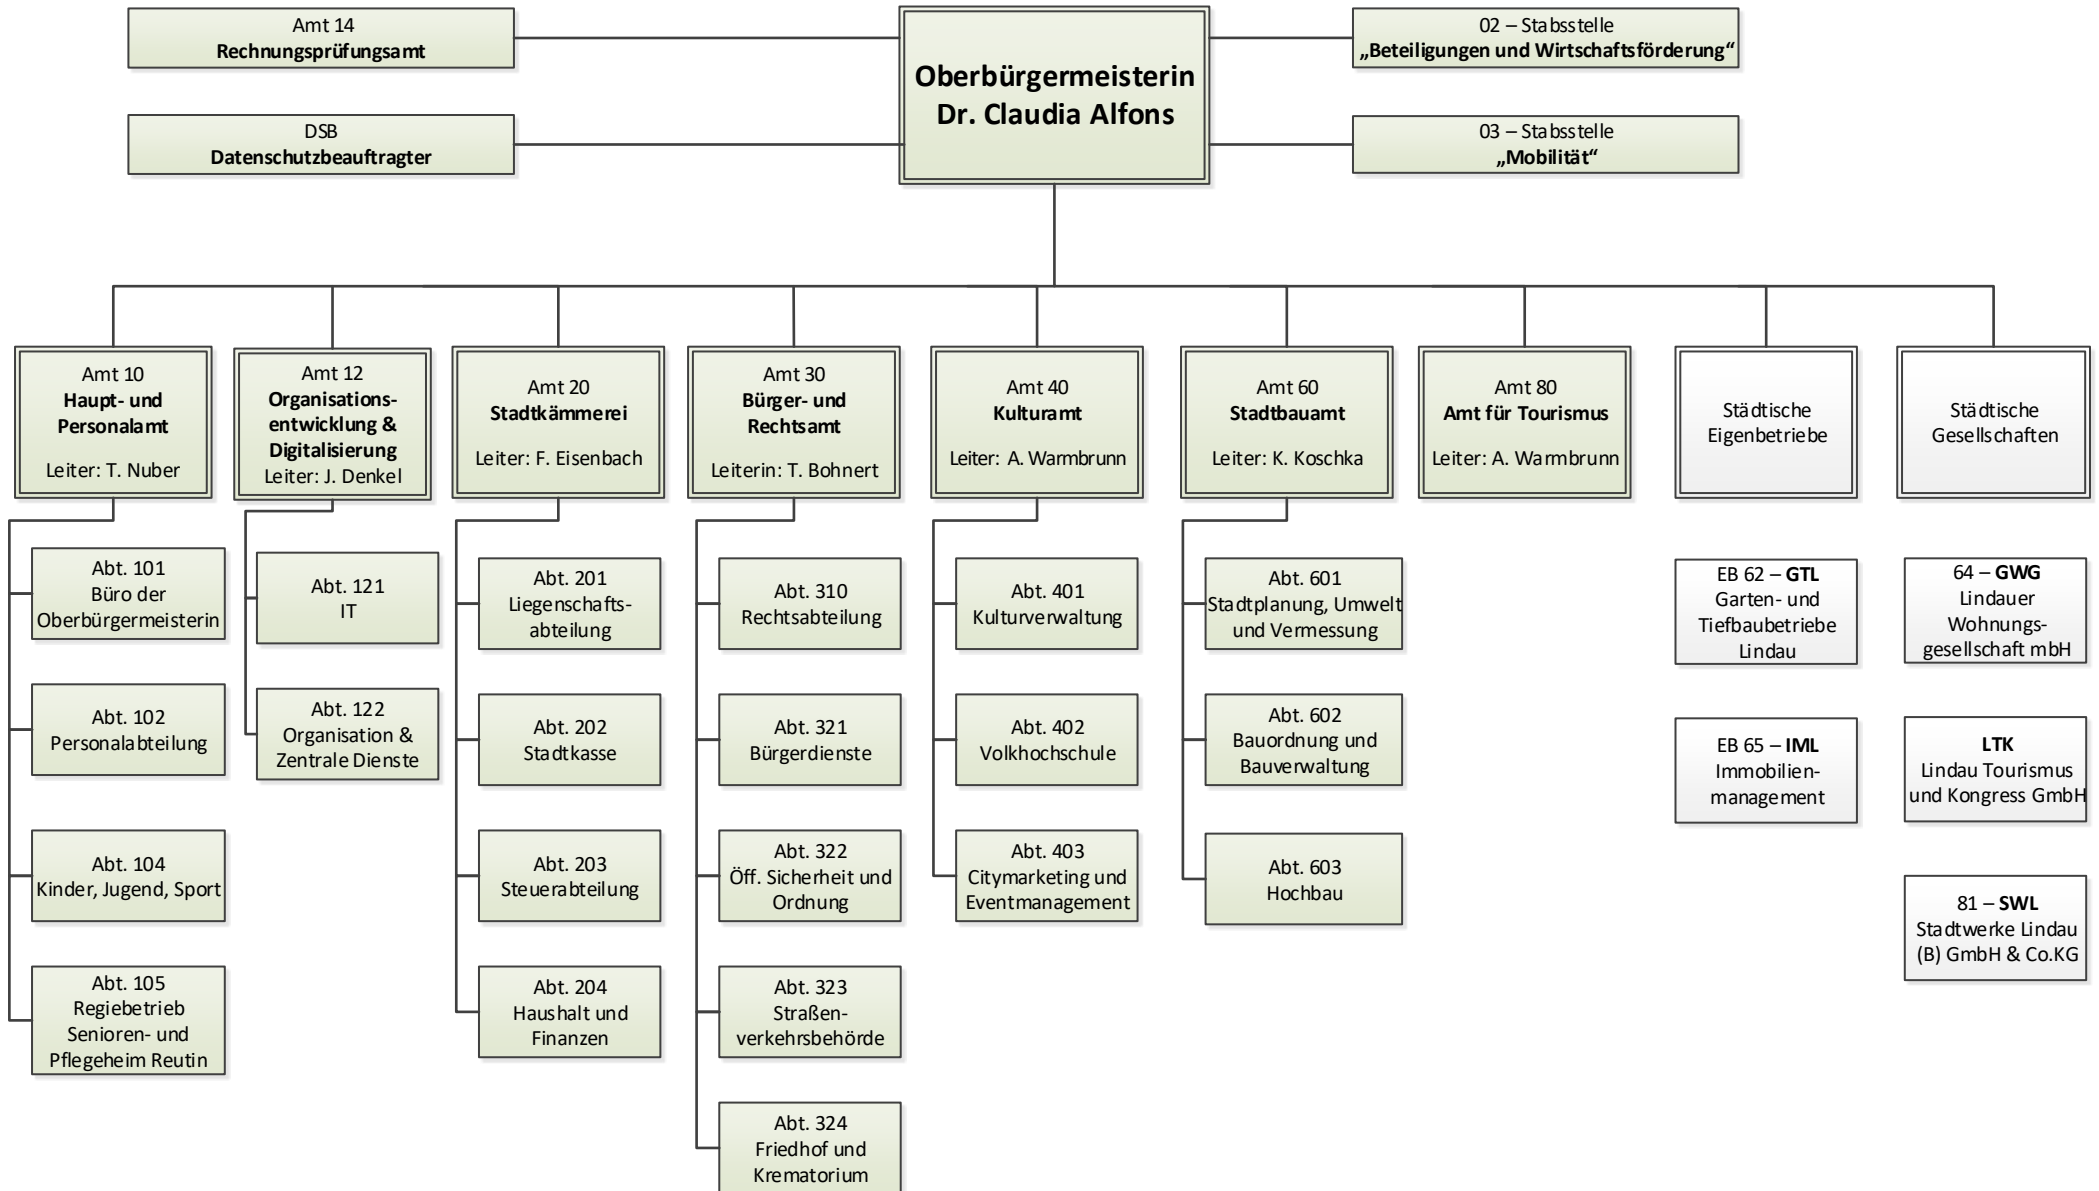 Amt 14
Rechnungsprüfungsamt
Oberbürgermeisterin
Dr. Claudia Alfons
02 – Stabsstelle
„Beteiligungen und Wirtschaftsförderung“
DSB
Datenschutzbeauftragter
03 – Stabsstelle
„Mobilität“
Amt 10
Haupt- und
Personalamt
Leiter: T. Nuber
Abt. 101
Büro der
Oberbürgermeisterin
Abt. 102
Personalabteilung
Abt. 104
Kinder, Jugend, Sport
Abt. 105
Regiebetrieb
Senioren- und
Pflegeheim Reutin
Amt 12
Organisations-
entwicklung &
Digitalisierung
Leiter: J. Denkel
Abt. 121
IT
Abt. 122
Organisation &
Zentrale Dienste
Amt 20
Stadtkämmerei
Leiter: F. Eisenbach
Abt. 201
Liegenschafts-
abteilung
Abt. 202
Stadtkasse
Abt. 203
Steuerabteilung
Abt. 204
Haushalt und
Finanzen
Amt 30
Bürger- und
Rechtsamt
Leiterin: T. Bohnert
Abt. 310
Rechtsabteilung
Abt. 321
Bürgerdienste
Abt. 322
Öff. Sicherheit und
Ordnung
Abt. 323
Straßen-
verkehrsbehörde
Abt. 324
Friedhof und
Krematorium
Amt 40
Kulturamt
Leiter: A. Warmbrunn
Abt. 401
Kulturverwaltung
Abt. 402
Volkhochschule
Abt. 403
Citymarketing und
Eventmanagement
Amt 60
Stadtbauamt
Leiter: K. Koschka
Abt. 601
Stadtplanung, Umwelt
und Vermessung
Abt. 602
Bauordnung und
Bauverwaltung
Abt. 603
Hochbau
Amt 80
Amt für Tourismus
Leiter: A. Warmbrunn
Städtische
Eigenbetriebe
EB 62 – GTL
Garten- und
Tiefbaubetriebe
Lindau
EB 65 – IML
Immobilien-
management
Städtische
Gesellschaften
64 – GWG
Lindauer
Wohnungs-
gesellschaft mbH
LTK
Lindau Tourismus
und Kongress GmbH
81 – SWL
Stadtwerke Lindau
(B) GmbH & Co.KG